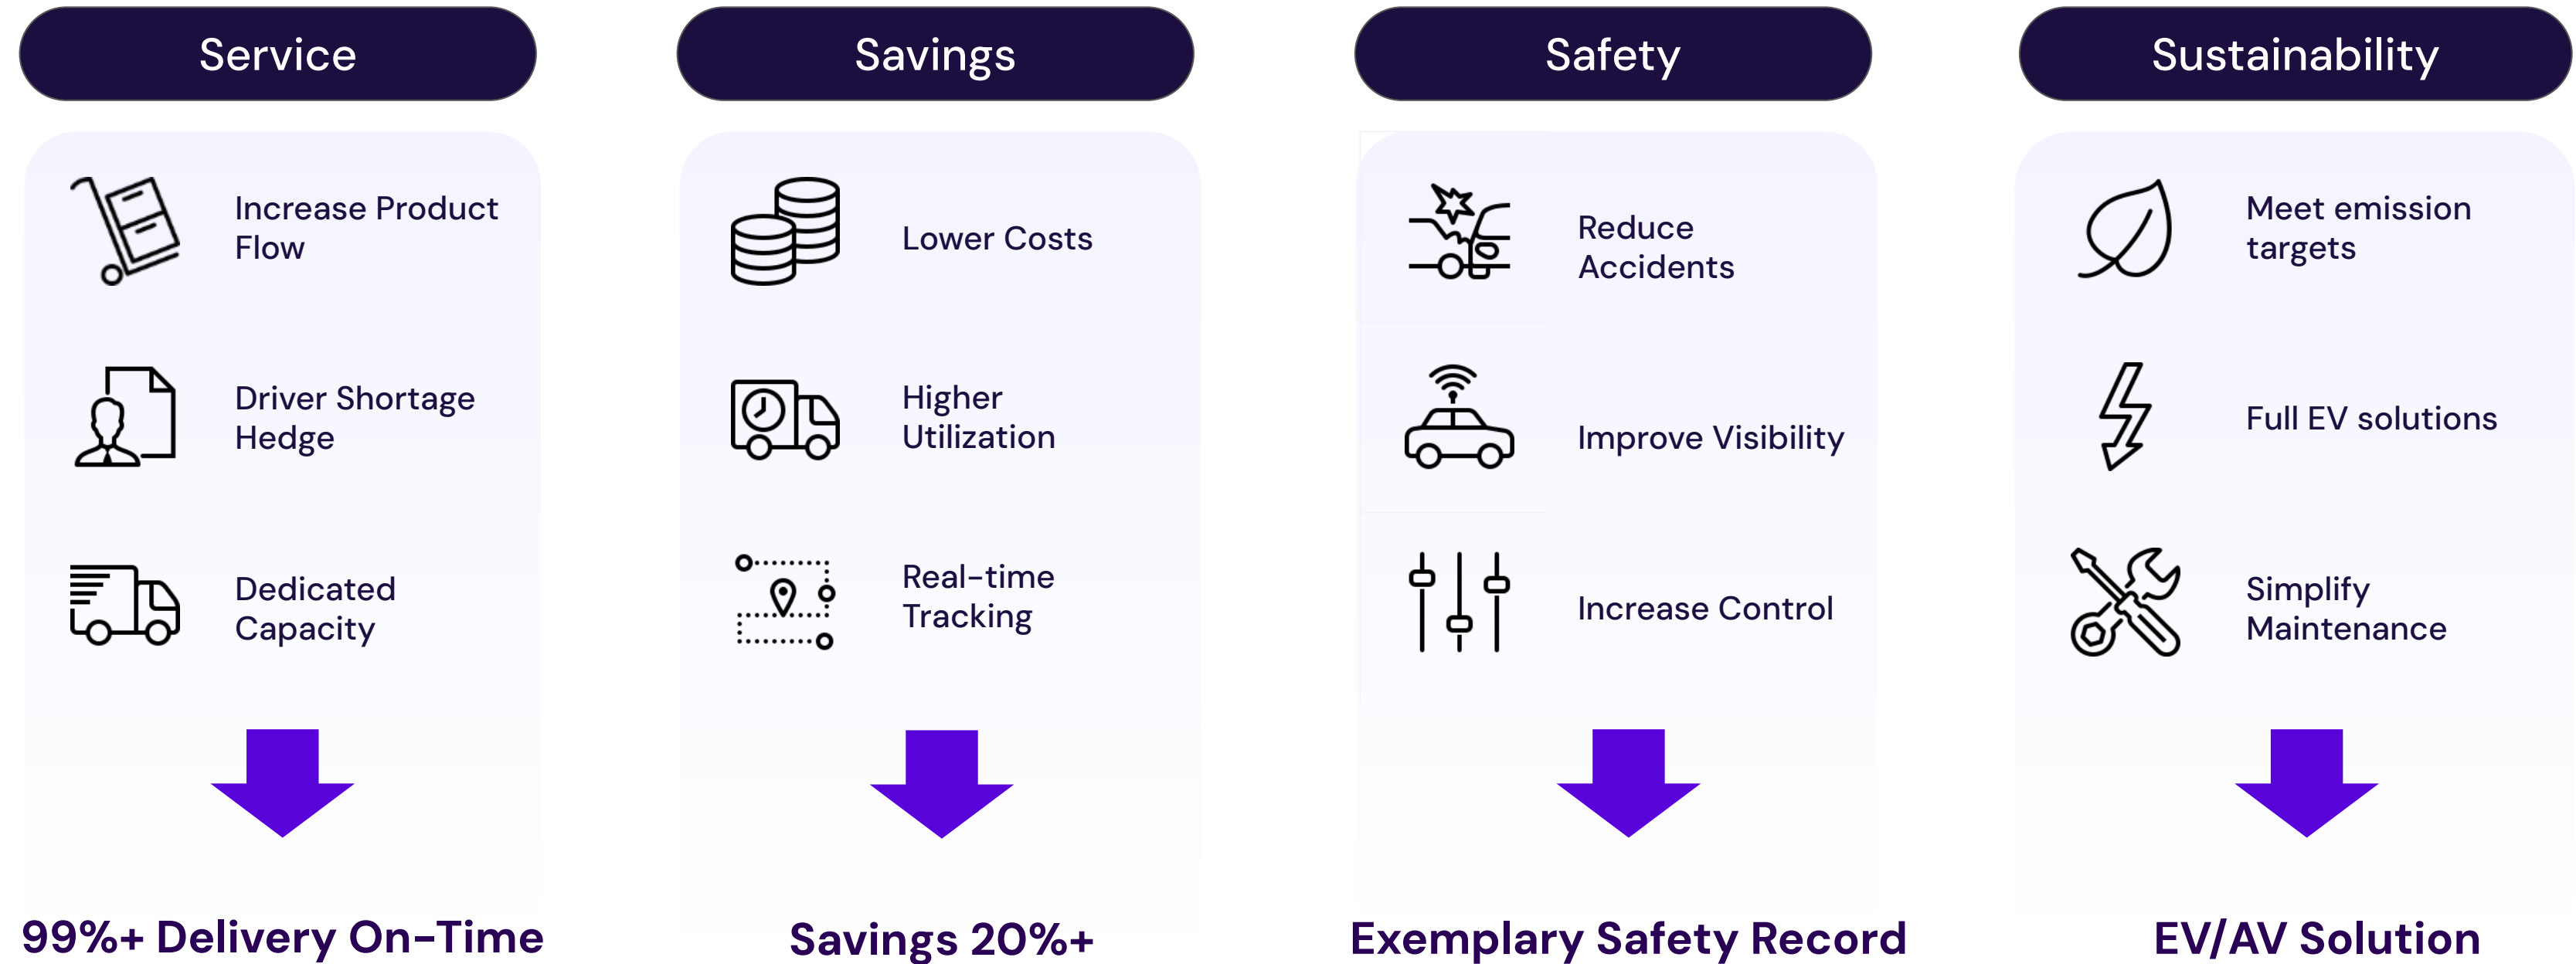 Service
Increase Product
Flow
Driver Shortage
Hedge
Dedicated
Capacity
99%+ Delivery On-Time
Savings
Lower Costs
Higher
Utilization
Real-time
Tracking
Savings 20%+
Safety
Reduce
Accidents
Improve Visibility
Increase Control
Exemplary Safety Record
Sustainability
Meet emission
targets
Full EV solutions
Simplify
Maintenance
EV/AV Solution